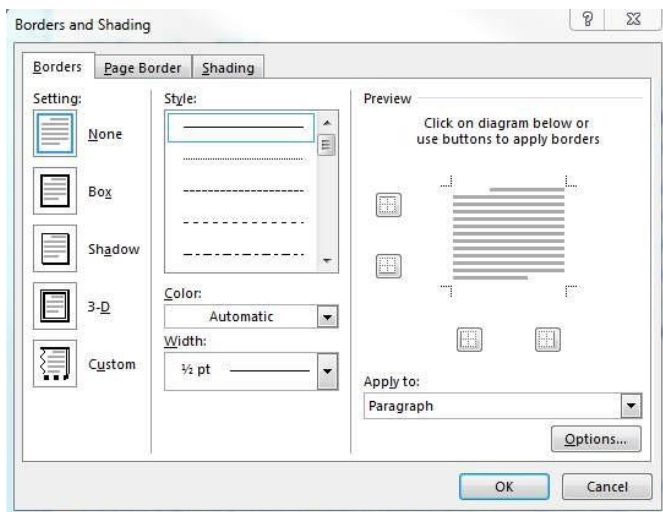 Borders and Shading
Borders Page Border Shading
Setting:
None
Box
Shadow
3-D
Custom
Style:
Color:
Automatic
Width:
½ pt
Preview
Click on diagram below or
use buttons to apply borders
Apply to:
Paragraph
Options...
OK Cancel